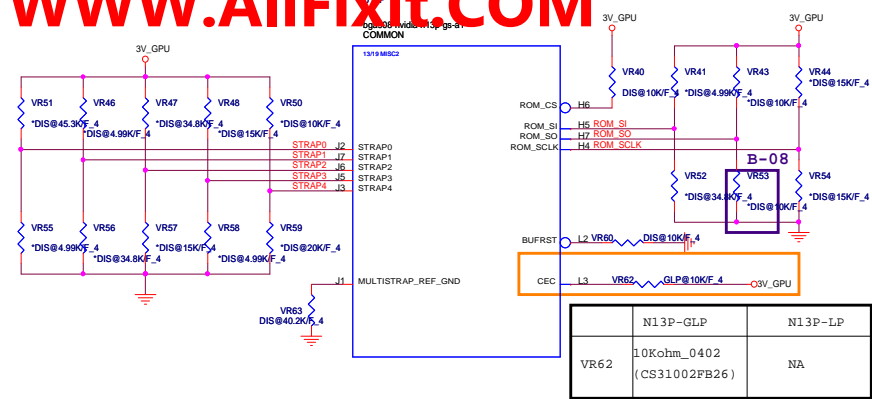 WWW.AllFixit.COM
COMMON
13/19 MISC2
3V_GPU
3V_GPU
3V_GPU
VR51
VR46
VR47
VR48
VR50
*DIS@45.3K/F_4
*DIS@4.99K/F_4
*DIS@34.8K/F_4
*DIS@15K/F_4
*DIS@10K/F_4
VR40
VR41
VR43
VR44
DIS@10K/F_4
*DIS@4.99K/F_4
*DIS@10K/F_4
*DIS@15K/F_4
ROM_CS
H6
ROM_SI
H5
ROM_SI
ROM_SO
H7
ROM_SO
ROM_SCLK
H4
ROM_SCLK
STRAP0
J2
STRAP0
STRAP1
J7
STRAP1
STRAP2
J6
STRAP2
STRAP3
J5
STRAP3
STRAP4
J3
STRAP4
B-08
VR52
VR53
VR54
*DIS@34.8K/F_4
*DIS@10K/F_4
*DIS@15K/F_4
VR55
VR56
VR57
VR58
VR59
*DIS@4.99K/F_4
*DIS@34.8K/F_4
*DIS@15K/F_4
*DIS@4.99K/F_4
*DIS@20K/F_4
BUFRST
L2
VR60
DIS@10K/F_4
J1
MULTISTRAP_REF_GND
CEC
L3
VR62
GLP@10K/F_4
3V_GPU
VR63
DIS@40.2K/F_4
N13P-GLP
N13P-LP
VR62
10Kohm_0402
(CS31002FB26)
NA